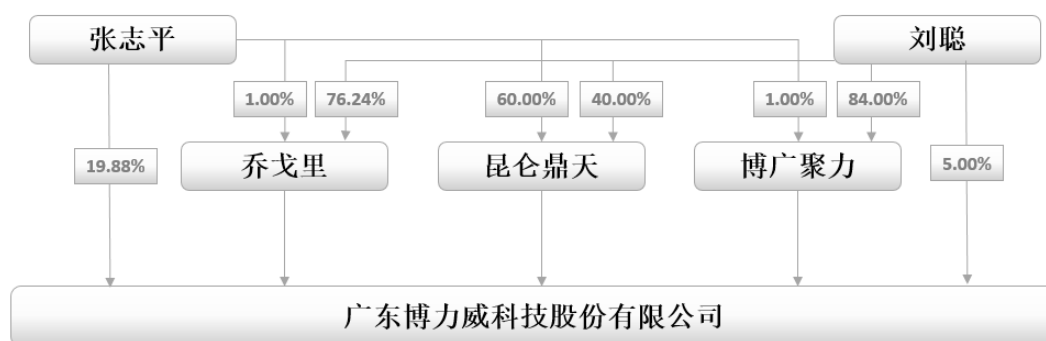 张志平
刘聪
1.00%
76.24%
60.00%
40.00%
1.00%
84.00%
19.88%
乔戈里
昆仑鼎天
博广聚力
5.00%
广东博力威科技股份有限公司